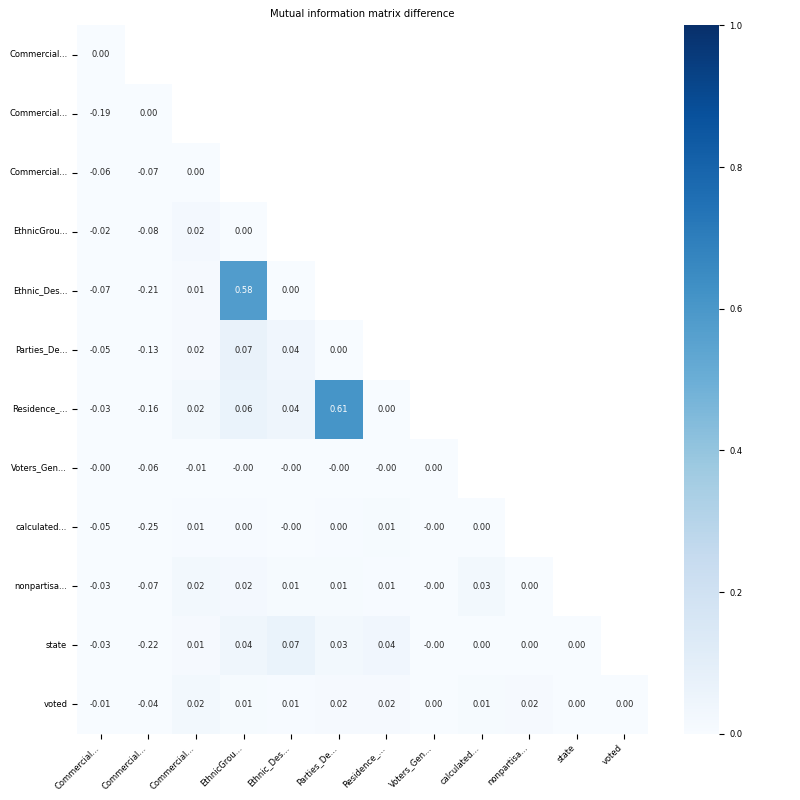 Mutual information matrix difference
Commercial... 0.00
Commercial... -0.19 0.00
Commercial... -0.06 -0.07 0.00
EthnicGrou... -0.02 -0.08 0.02 0.00
Ethnic_Des... -0.07 -0.21 0.01 0.58 0.00
Parties_De... -0.05 -0.13 0.02 0.07 0.04 0.00
Residence_... -0.03 -0.16 0.02 0.06 0.04 0.61 0.00
Voters_Gen... -0.00 -0.06 -0.01 -0.00 -0.00 -0.00 -0.00 0.00
calculated... -0.05 -0.25 0.01 0.00 -0.00 0.00 0.01 -0.00 0.00
nonpartisa... -0.03 -0.07 0.02 0.02 0.01 0.01 0.01 -0.00 0.03 0.00
state -0.03 -0.22 0.01 0.04 0.07 0.03 0.04 -0.00 0.00 0.00 0.00
voted -0.01 -0.04 0.02 0.01 0.01 0.02 0.02 0.00 0.01 0.02 0.00 0.00
Commercial... Commercial... Commercial... EthnicGrou... Ethnic_Des... Parties_De... Residence_... Voters_Gen... calculated... nonpartisa... state voted
1.0
0.8
0.6
0.4
0.2
0.0